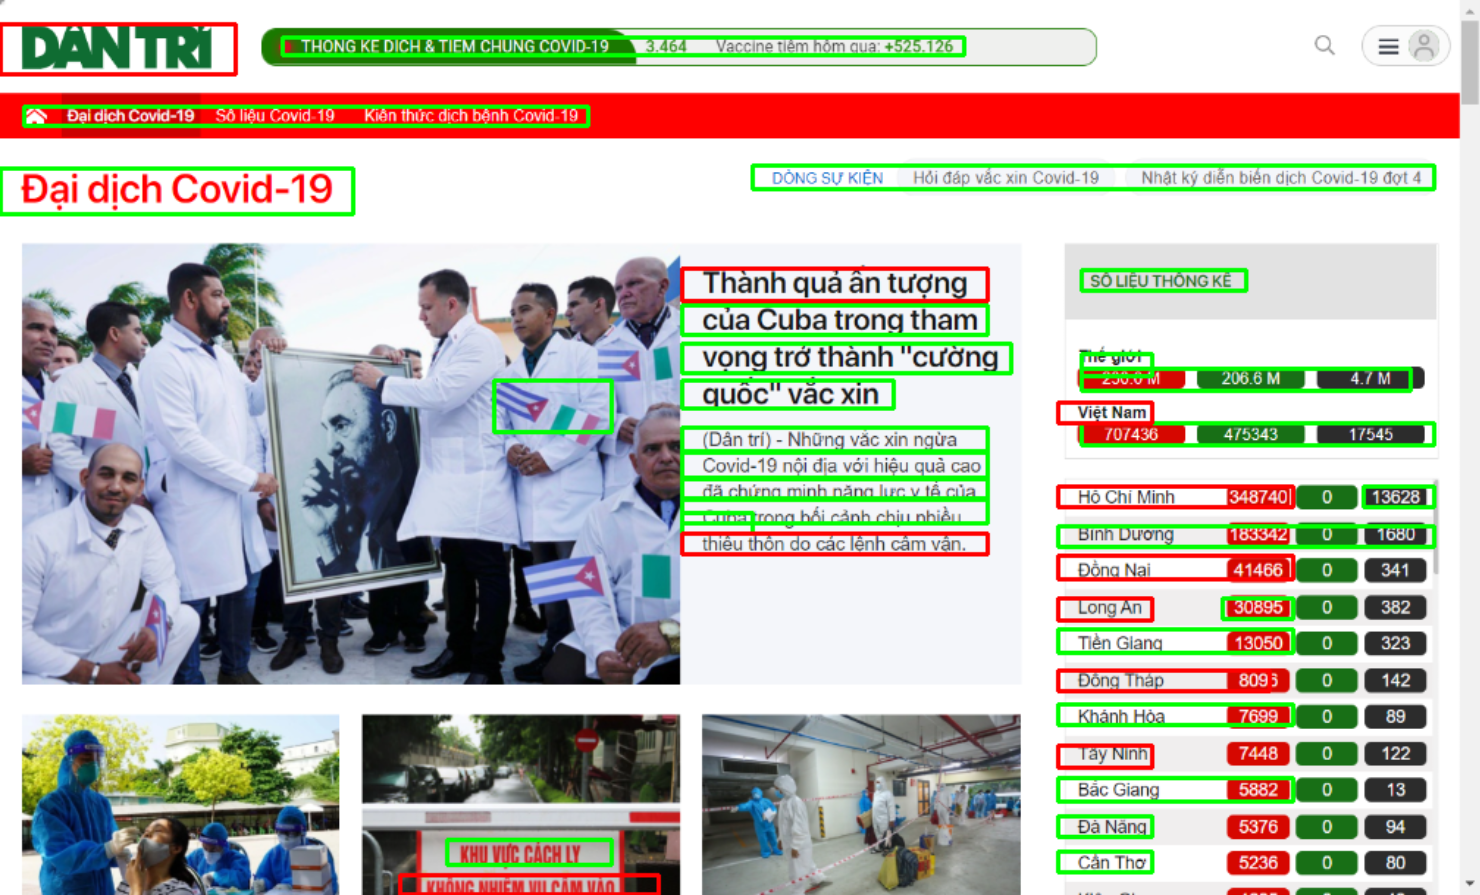 DÂN TRÍ
THỐNG KÊ DỊCH & TIÊM CHỦNG COVID-19 3.464 Vaccine tiêm hôm qua: +525.126
Đại dịch Covid-19 Số liệu Covid-19 Kiến thức dịch bệnh Covid-19
Đại dịch Covid-19
DÒNG SỰ KIỆN Hỏi đáp vắc xin Covid-19 Nhật ký diễn biến dịch Covid-19 đợt 4
Thành quả ấn tượng
của Cuba trong tham
vọng trở thành "cường
quốc" vắc xin
(Dân trí) - Những vắc xin ngừa
Covid-19 nội địa với hiệu quả cao
đã chứng minh năng lực y tế của
Cuba trong bối cảnh chịu nhiều
thiếu thốn do các lệnh cấm vận.
SỐ LIỆU THỐNG KÊ
Thế giới
206.6 M 4.7 M
Việt Nam
707436 475343 17545
Hồ Chí Minh 348740 0 13628
Bình Dương 183342 0 1680
Đồng Nai 41466 0 341
Long An 30895 0 382
Tiền Giang 13050 0 323
Đồng Tháp 0 142
Khánh Hòa 7699 0 89
Tây Ninh 7448 0 122
Bắc Giang 5882 0 13
Đà Nẵng 5376 0 94
Cần Thơ 5236 0 80
KHU VỰC CÁCH LY
KHÔNG NHIỆM VỤ CẤM VÀO